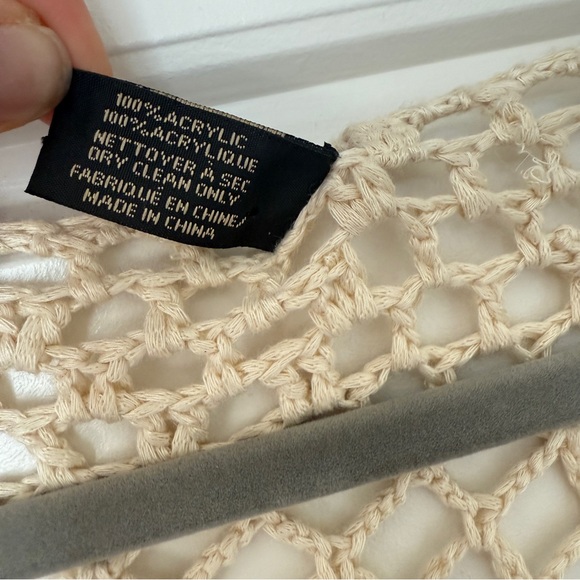 100%ACRYLIC
100%ACRYLIQUE
NETTOYER A SEC
DRY CLEAN ONLY
FABRIQUÉ EN CHINE/
MADE IN CHINA